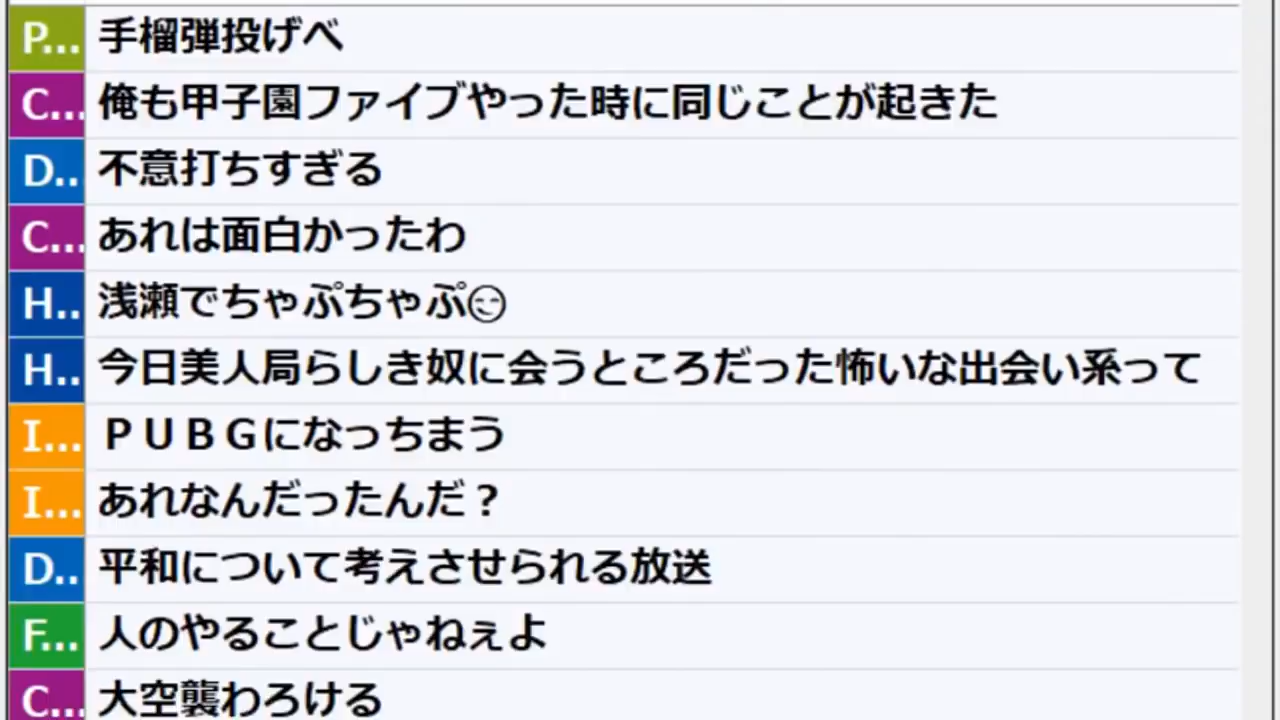 P... 手榴弾投げべ
C... 俺も甲子園ファイブやった時に同じことが起きた
D.. 不意打ちすぎる
C... あれは面白かったわ
H.. 浅瀬でちゃぷちゃぷ😊
H.. 今日美人局らしき奴に会うところだった怖いな出会い系って
I... ＰＵＢＧになっちまう
I... あれなんだったんだ？
D.. 平和について考えさせられる放送
F... 人のやることじゃねぇよ
C... 大空襲わろける